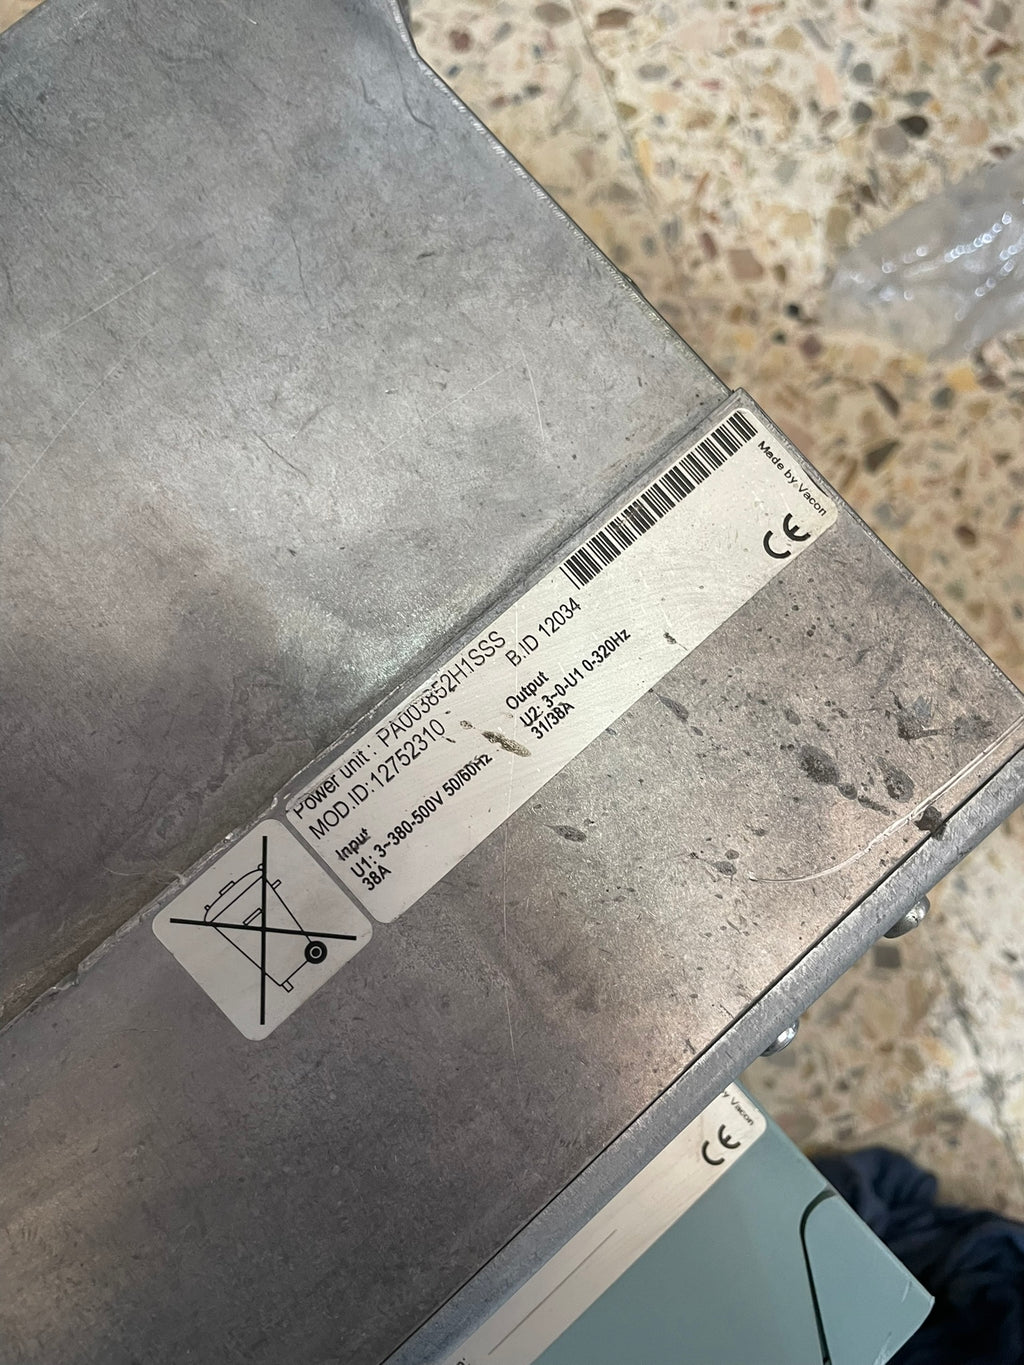 Made by Vacon
CE
Power unit: PA003852H1SSS
MOD.ID:12752310
B.ID 12034
Input
U1: 3~380-500V 50/60Hz
38A
Output
U2: 3~0-U1 0-320Hz
31/38A
y Vacon
CE